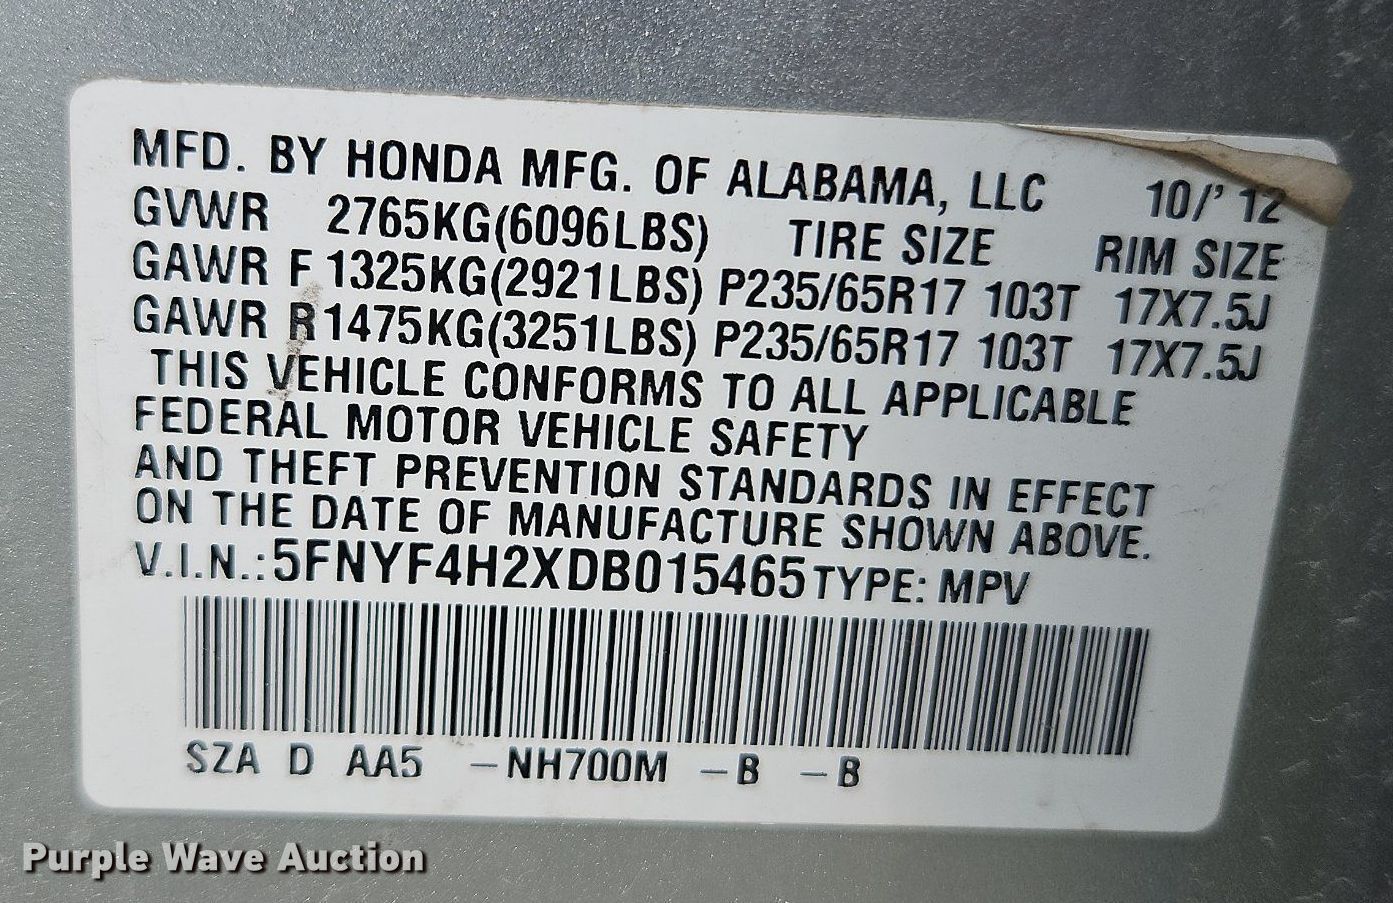 MFD. BY HONDA MFG. OF ALABAMA, LLC 10/' 12
GVWR 2765KG(6096LBS) TIRE SIZE RIM SIZE
GAWR F 1325KG(2921LBS) P235/65R17 103T 17X7.5J
GAWR R 1475KG(3251LBS) P235/65R17 103T 17X7.5J
THIS VEHICLE CONFORMS TO ALL APPLICABLE
FEDERAL MOTOR VEHICLE SAFETY
AND THEFT PREVENTION STANDARDS IN EFFECT
ON THE DATE OF MANUFACTURE SHOWN ABOVE.
V.I.N.: 5FNYF4H2XDB015465 TYPE: MPV
SZA D AA5 -NH700M -B -B
Purple Wave Auction